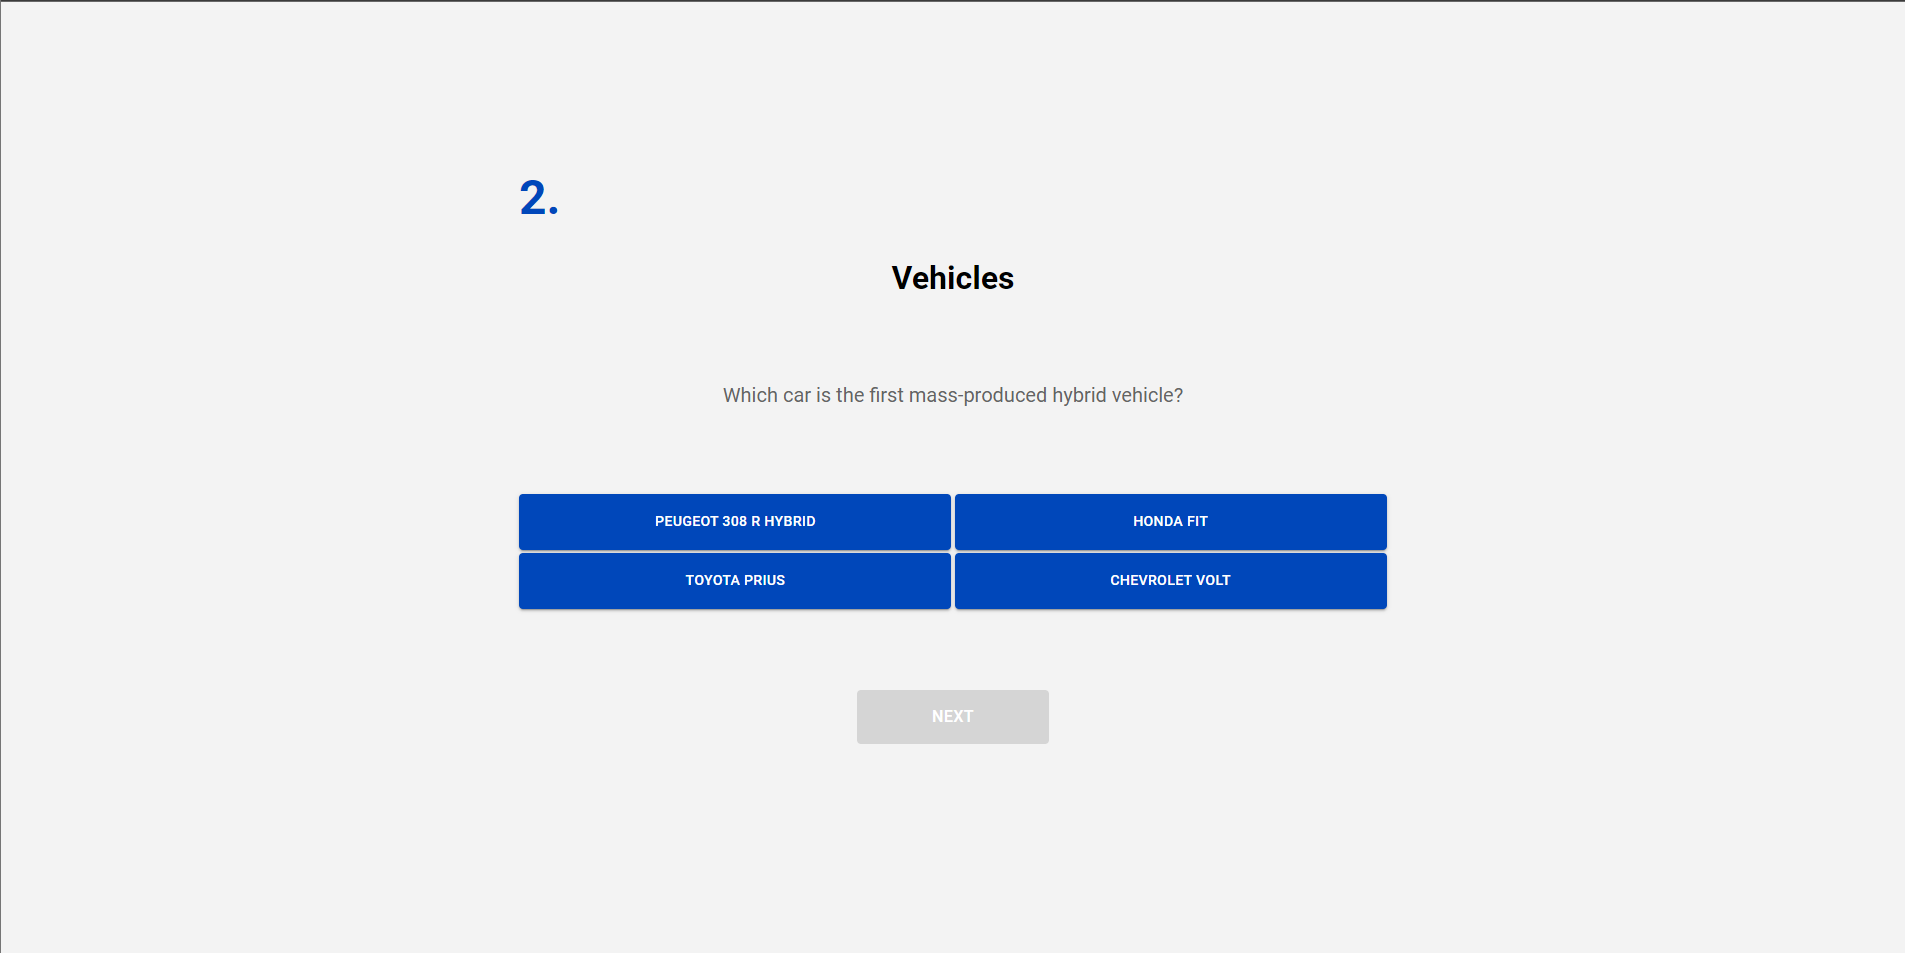 2.
Vehicles
Which car is the first mass-produced hybrid vehicle?
PEUGEOT 308 R HYBRID
HONDA FIT
TOYOTA PRIUS
CHEVROLET VOLT
NEXT